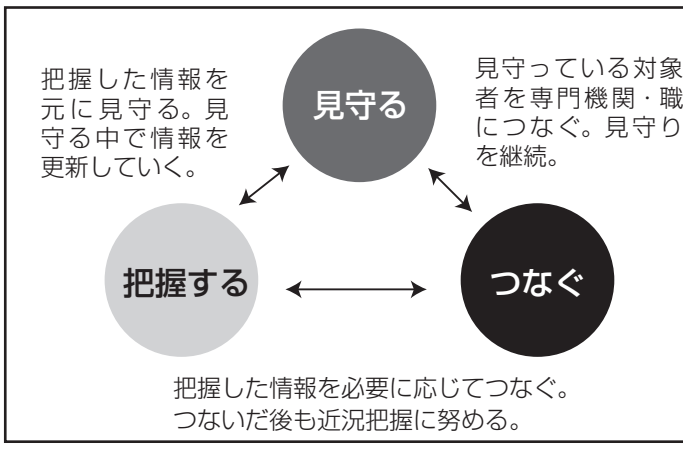 見守る
把握した情報を
元に見守る。見
守る中で情報を
更新していく。
見守っている対象
者を専門機関・職
につなぐ。見守り
を継続。
把握する
つなぐ
把握した情報を必要に応じてつなぐ。
つないだ後も近況把握に努める。